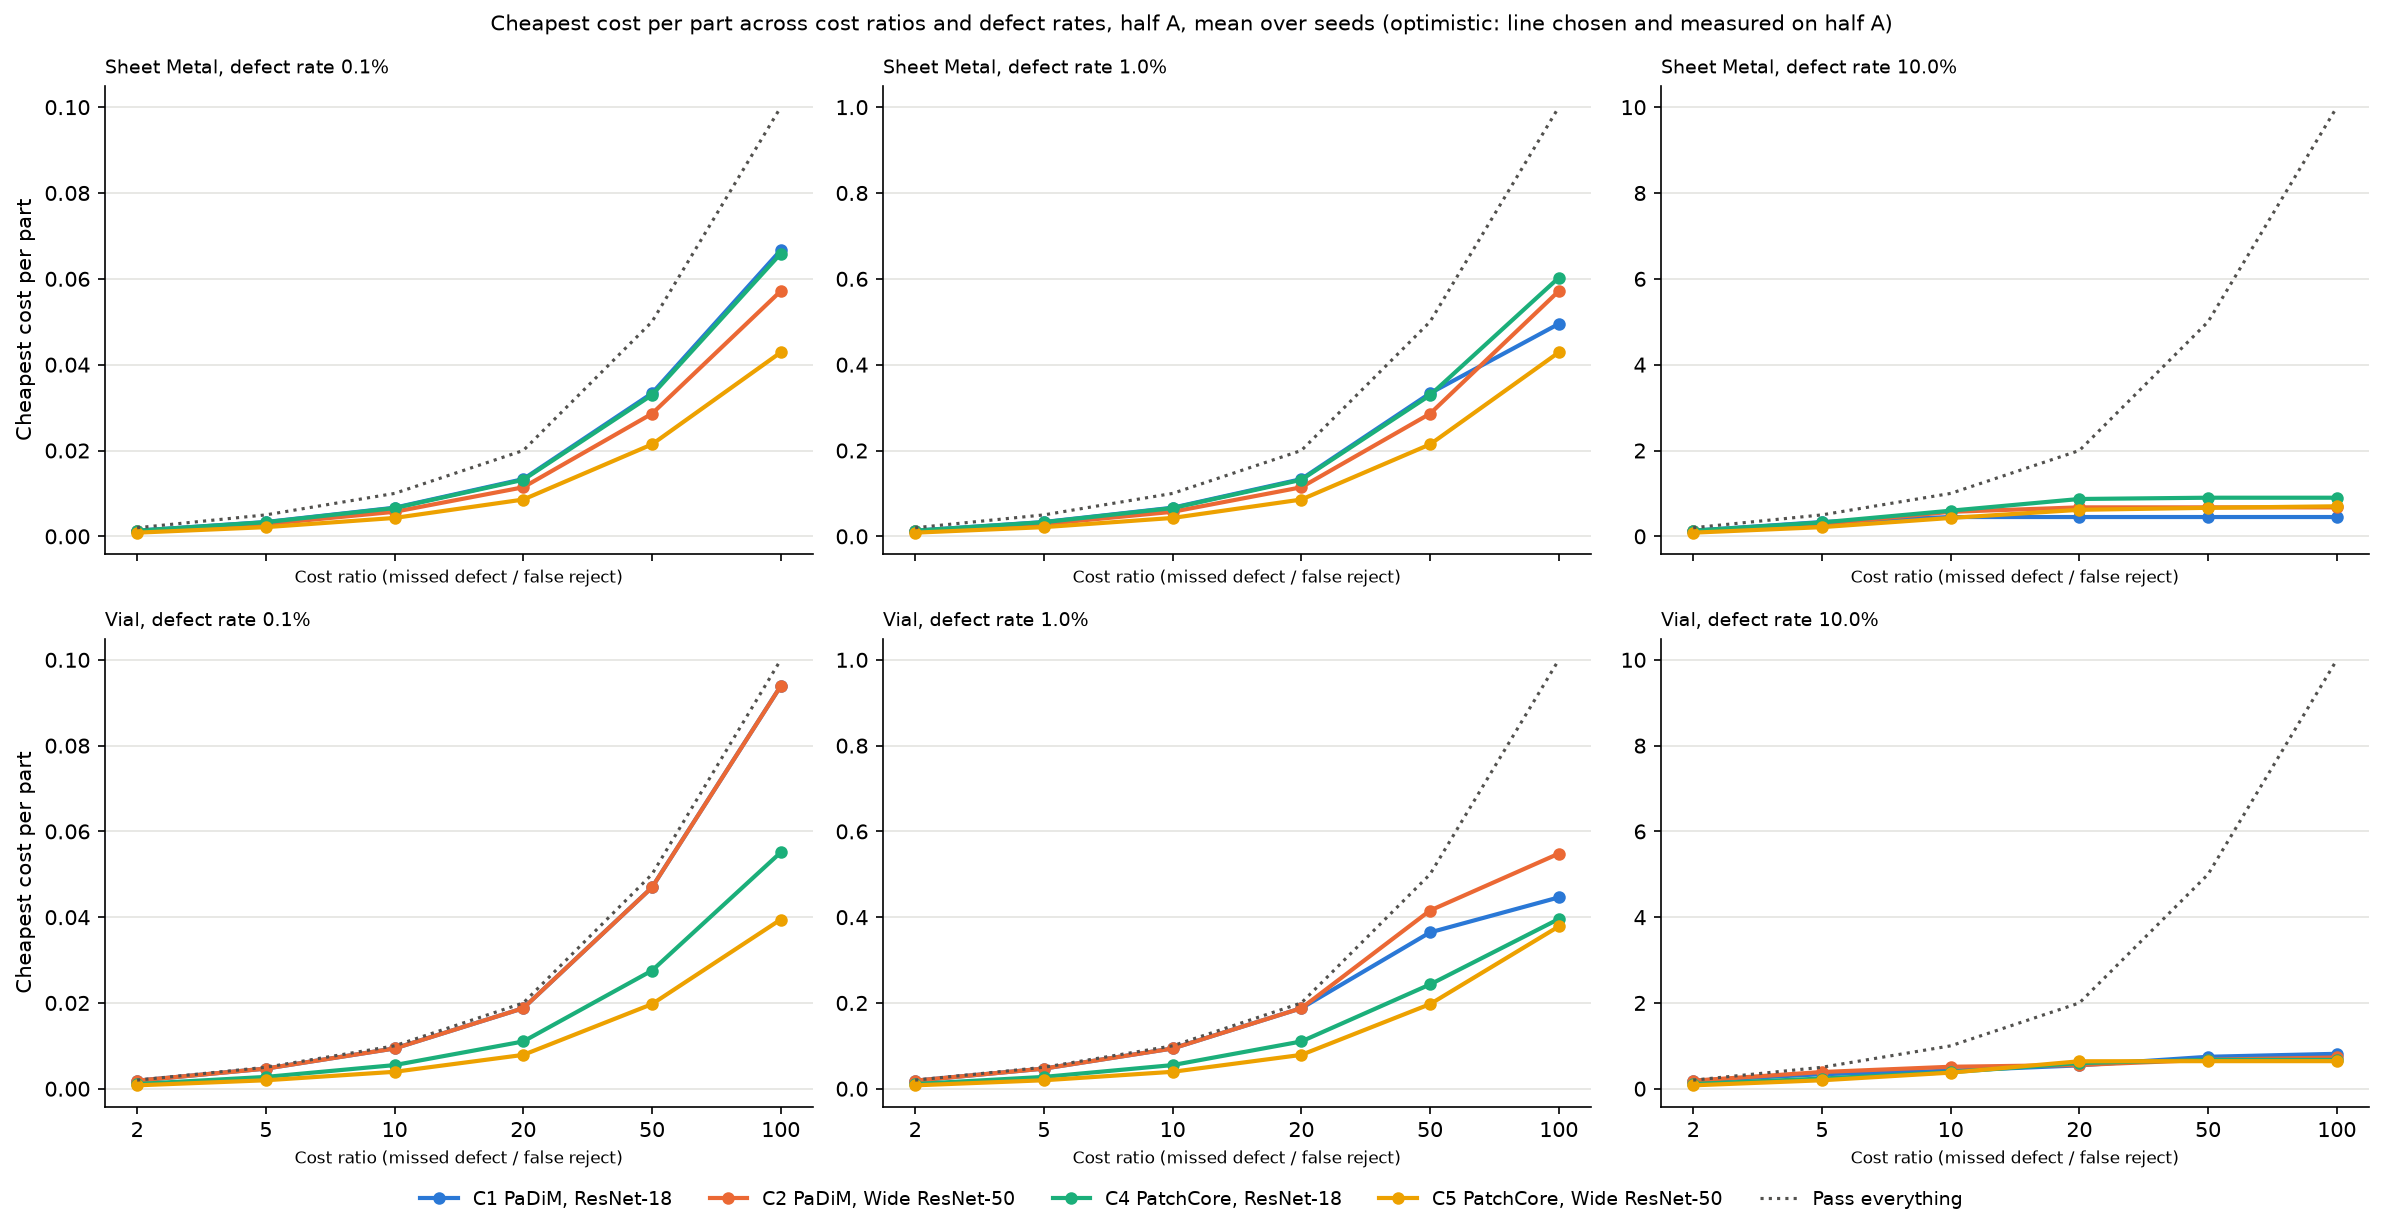 Cheapest cost per part across cost ratios and defect rates, half A, mean over seeds (optimistic: line chosen and measured on half A)
Sheet Metal, defect rate 0.1%
Cheapest cost per part
0.10
0.08
0.06
0.04
0.02
0.00
Cost ratio (missed defect / false reject)
Sheet Metal, defect rate 1.0%
1.0
0.8
0.6
0.4
0.2
0.0
Cost ratio (missed defect / false reject)
Sheet Metal, defect rate 10.0%
10
8
6
4
2
0
Cost ratio (missed defect / false reject)
Vial, defect rate 0.1%
Cheapest cost per part
0.10
0.08
0.06
0.04
0.02
0.00
2 5 10 20 50 100
Cost ratio (missed defect / false reject)
Vial, defect rate 1.0%
1.0
0.8
0.6
0.4
0.2
0.0
2 5 10 20 50 100
Cost ratio (missed defect / false reject)
Vial, defect rate 10.0%
10
8
6
4
2
0
2 5 10 20 50 100
Cost ratio (missed defect / false reject)
C1 PaDiM, ResNet-18 C2 PaDiM, Wide ResNet-50 C4 PatchCore, ResNet-18 C5 PatchCore, Wide ResNet-50 Pass everything